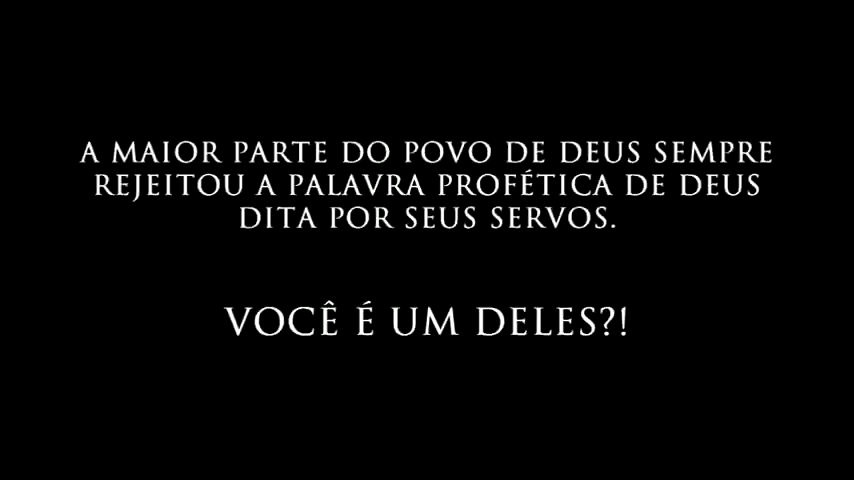 A MAIOR PARTE DO POVO DE DEUS SEMPRE
REJEITOU A PALAVRA PROFÉTICA DE DEUS
DITA POR SEUS SERVOS.
VOCÊ É UM DELES?!